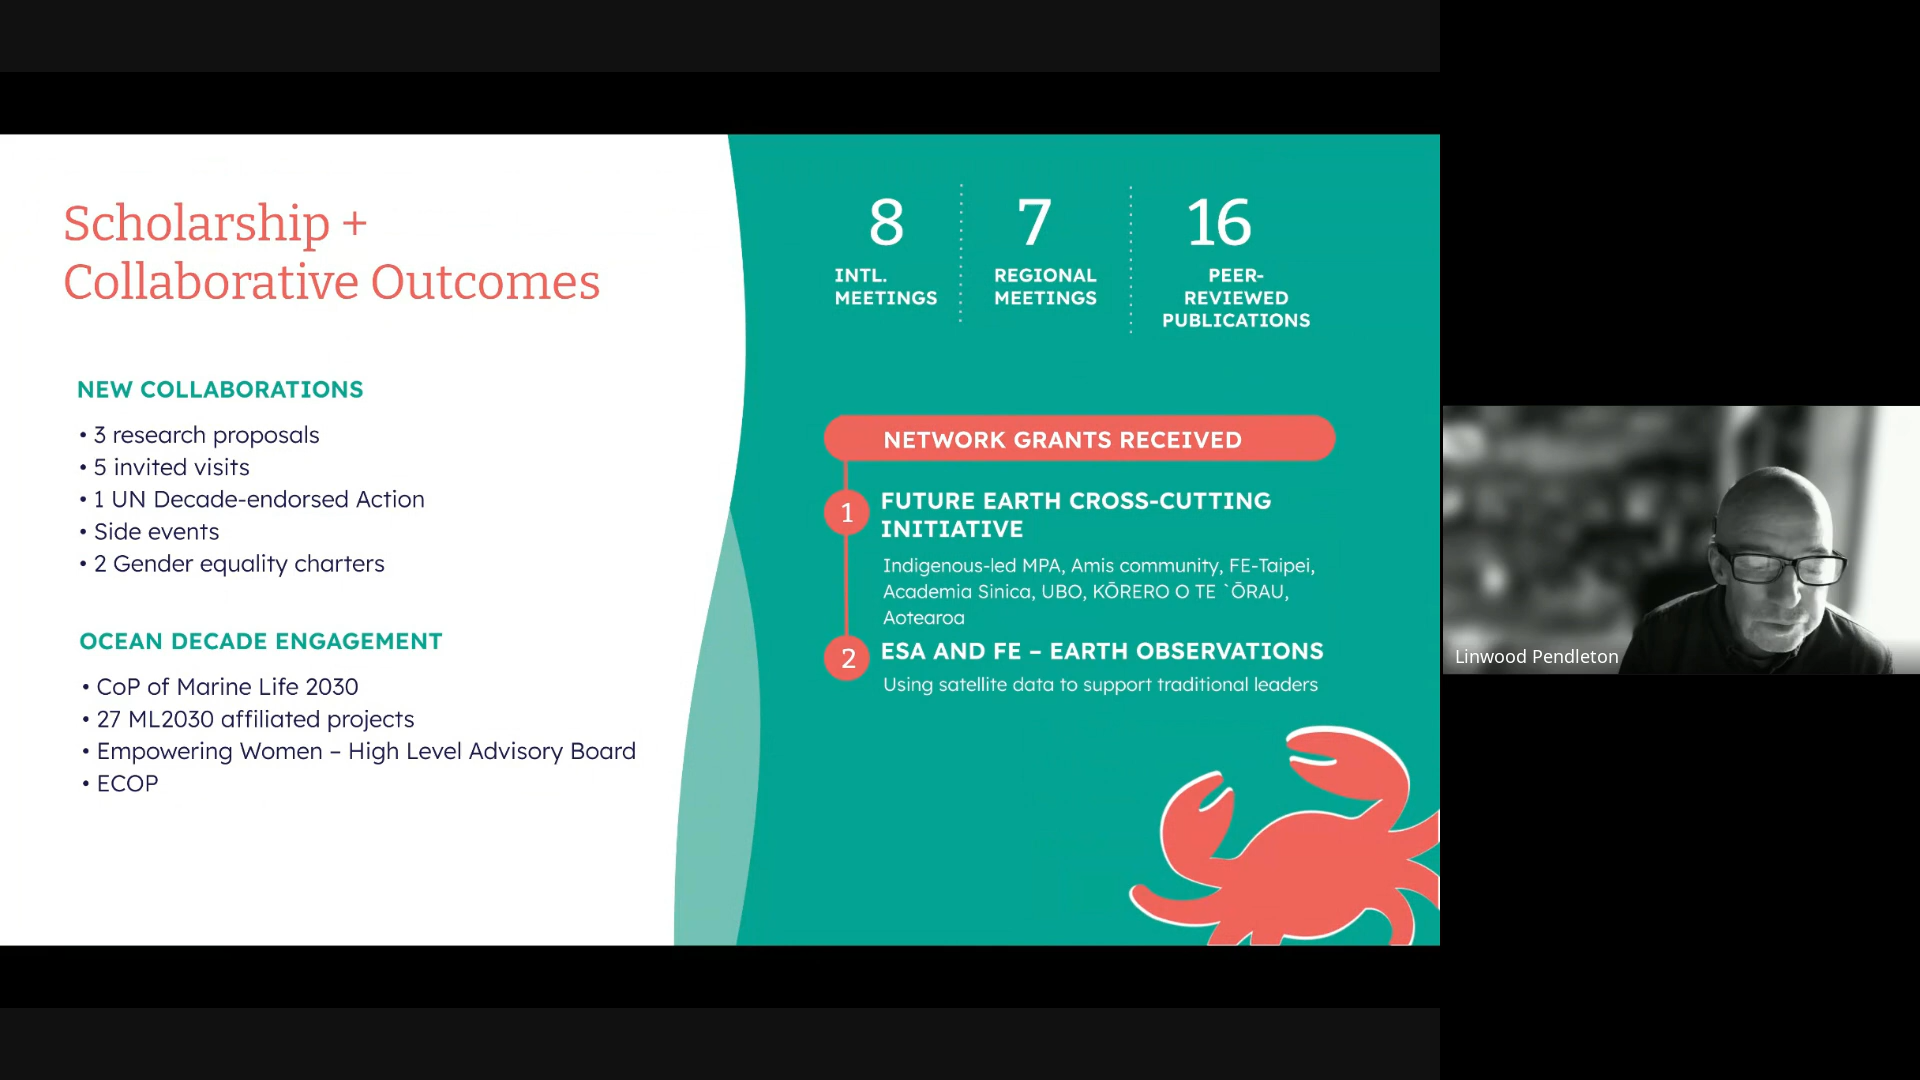 Scholarship +
Collaborative Outcomes
NEW COLLABORATIONS
• 3 research proposals
• 5 invited visits
• 1 UN Decade-endorsed Action
• Side events
• 2 Gender equality charters
OCEAN DECADE ENGAGEMENT
• CoP of Marine Life 2030
• 27 ML2030 affiliated projects
• Empowering Women – High Level Advisory Board
• ECOP
8
INTL.
MEETINGS
7
REGIONAL
MEETINGS
16
PEER-
REVIEWED
PUBLICATIONS
NETWORK GRANTS RECEIVED
1
FUTURE EARTH CROSS-CUTTING
INITIATIVE
Indigenous-led MPA, Amis community, FE-Taipei,
Academia Sinica, UBO, KŌRERO O TE `ŌRAU,
Aotearoa
2
ESA AND FE – EARTH OBSERVATIONS
Using satellite data to support traditional leaders
Linwood Pendleton